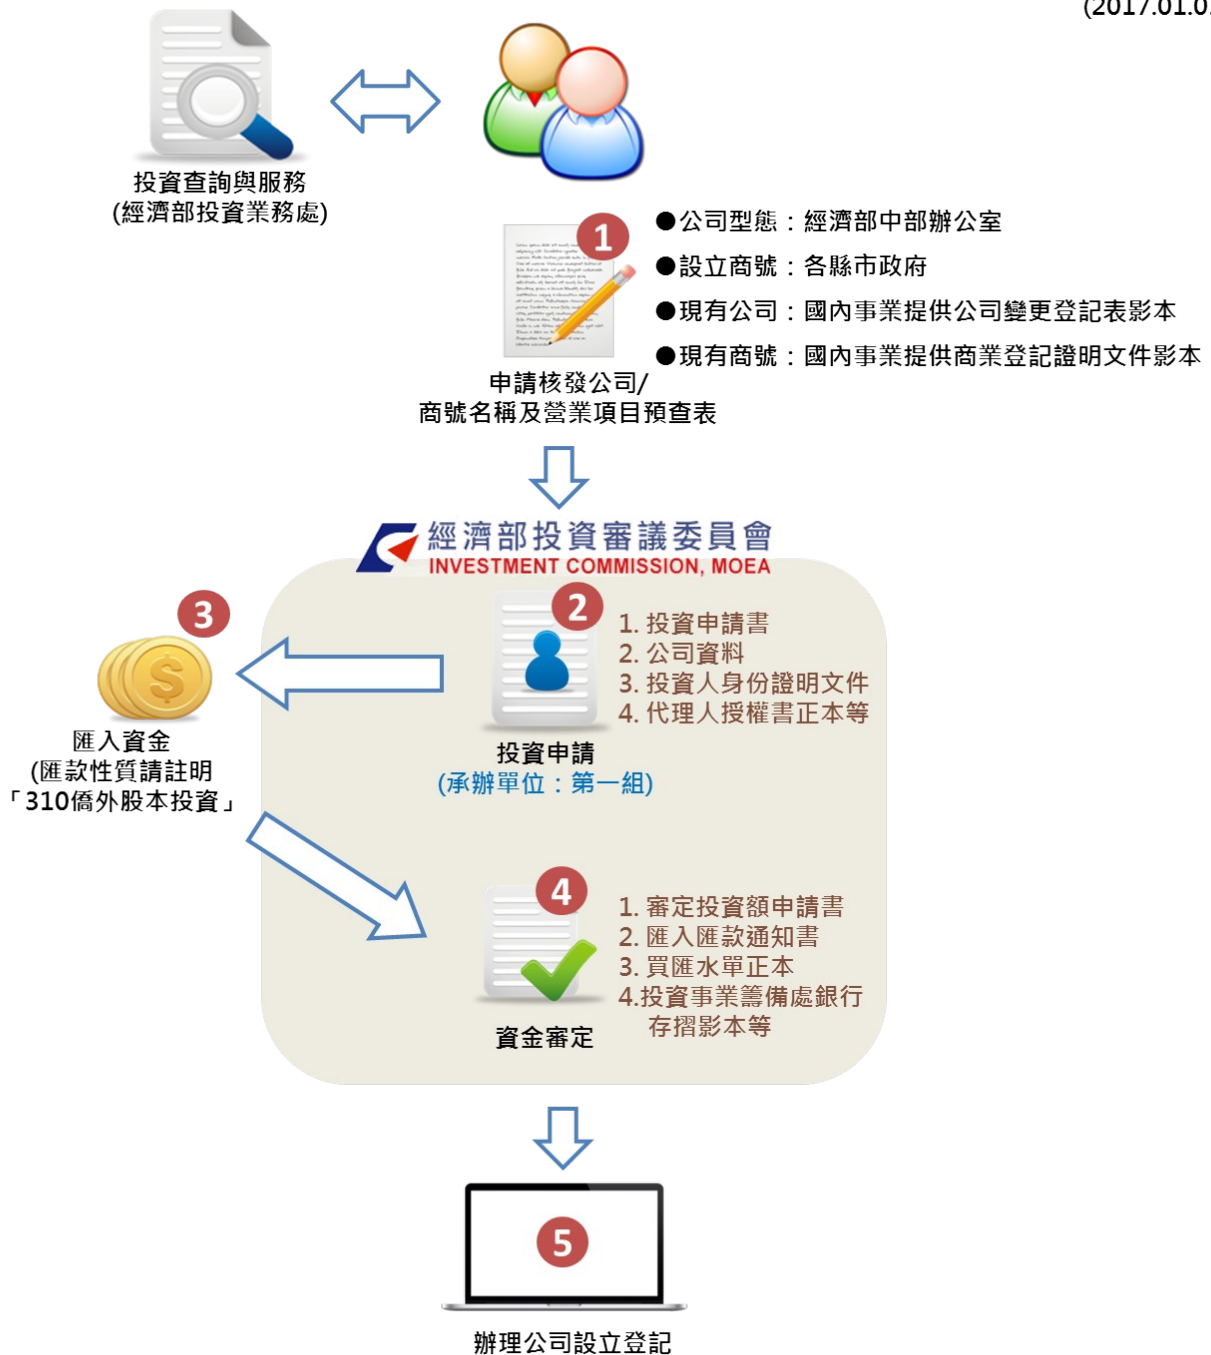 (2017.01.0
投資查詢與服務
(經濟部投資業務處)
1
●公司型態：經濟部中部辦公室
●設立商號：各縣市政府
●現有公司：國內事業提供公司變更登記表影本
●現有商號：國內事業提供商業登記證明文件影本
申請核發公司/
商號名稱及營業項目預查表
經濟部投資審議委員會
INVESTMENT COMMISSION, MOEA
2
1. 投資申請書
2. 公司資料
3. 投資人身份證明文件
4. 代理人授權書正本等
投資申請
(承辦單位：第一組)
3
匯入資金
(匯款性質請註明
「310僑外股本投資」
4
1. 審定投資額申請書
2. 匯入匯款通知書
3. 買匯水單正本
4.投資事業籌備處銀行
存摺影本等
資金審定
5
辦理公司設立登記